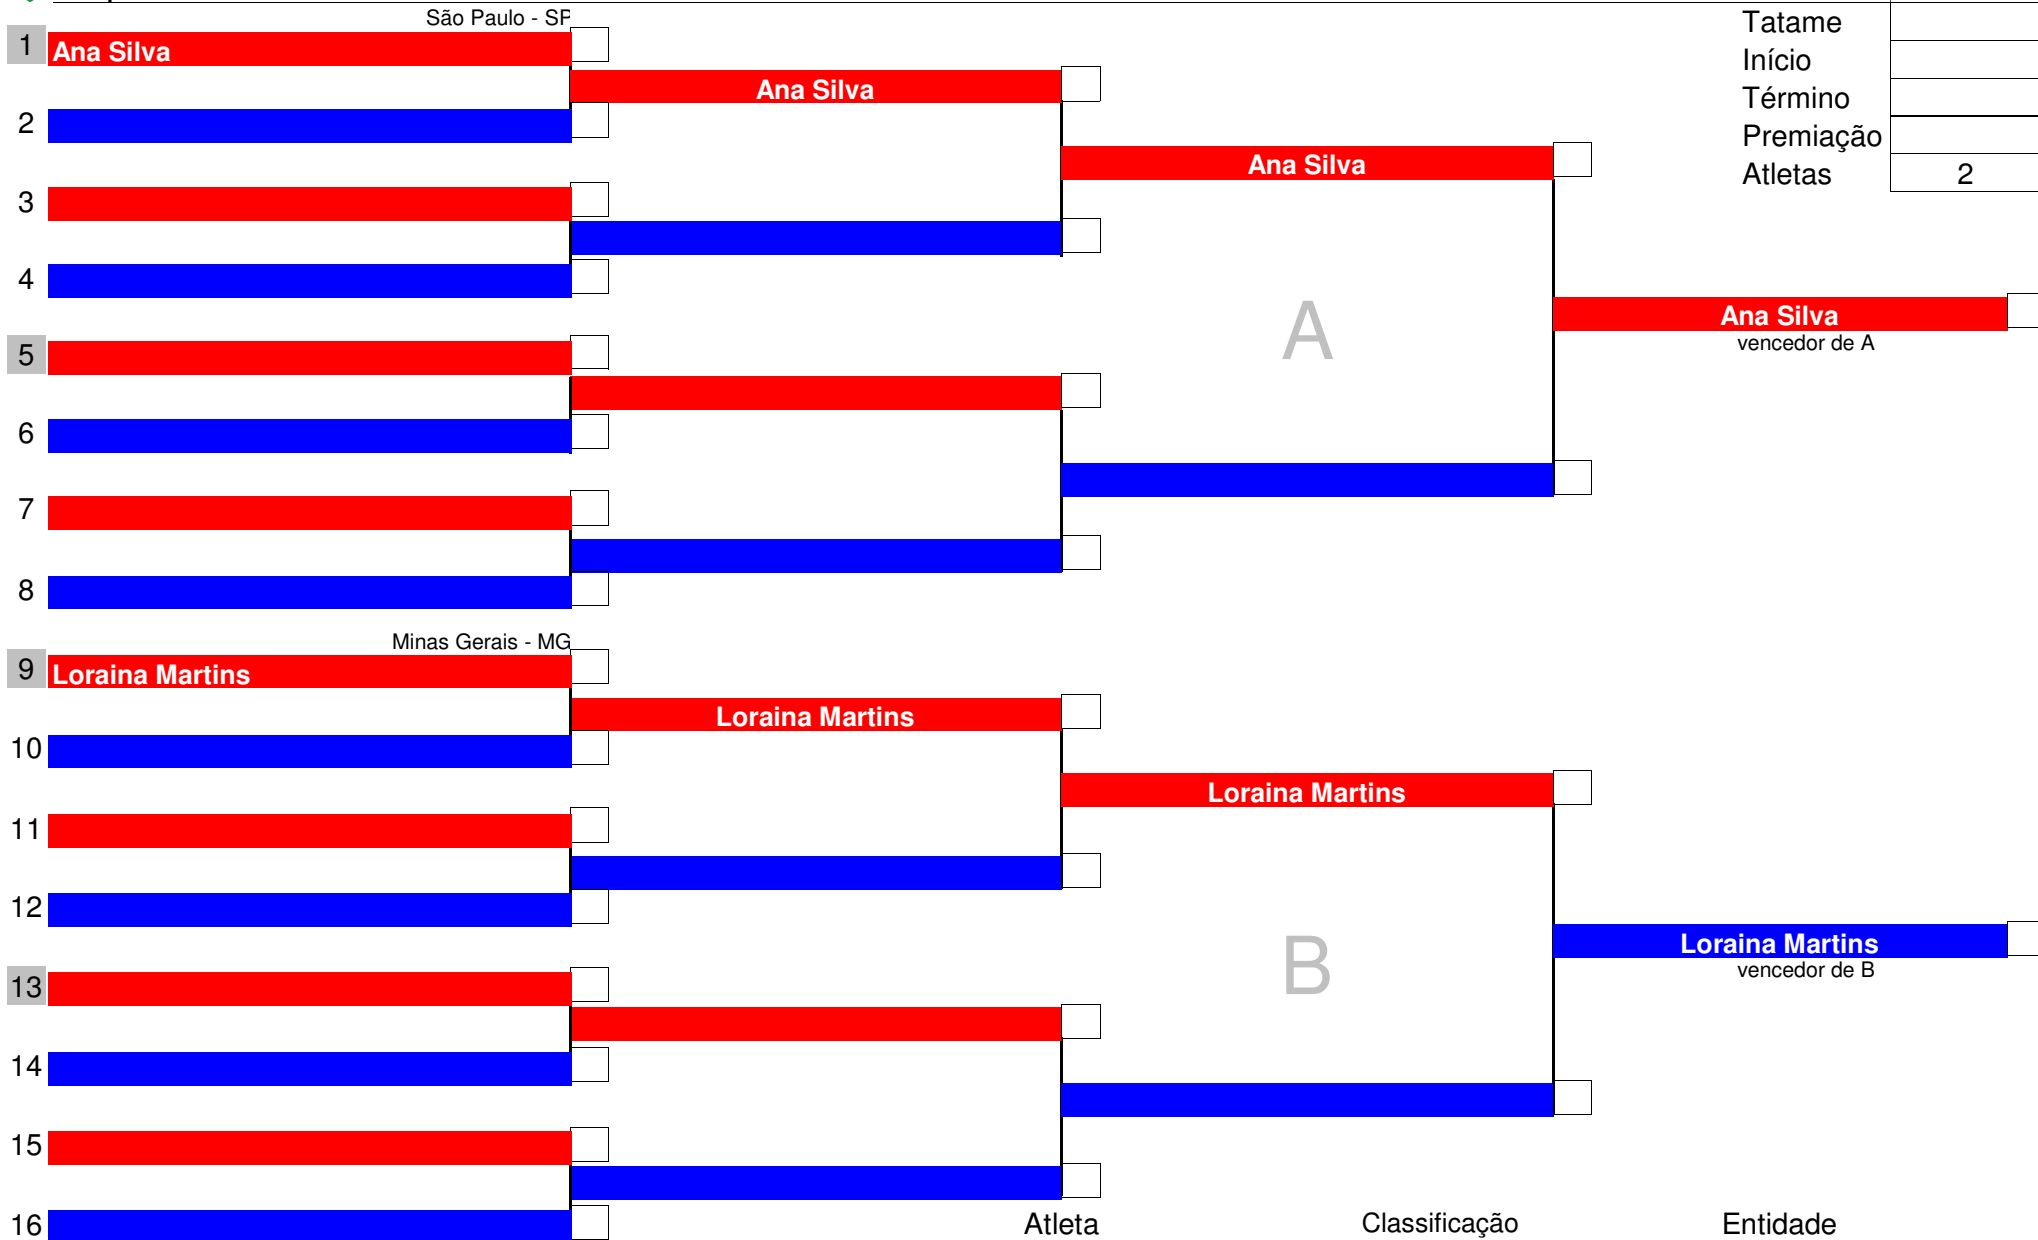 São Paulo - SP
Tatame
1 Ana Silva
Início
Ana Silva
Término
2
Premiação
Ana Silva
Atletas 2
3
4
A
Ana Silva
vencedor de A
5
6
7
8
Minas Gerais - MG
9 Loraina Martins
Loraina Martins
10
Loraina Martins
11
12
B
Loraina Martins
vencedor de B
13
14
15
16
Atleta Classificação Entidade